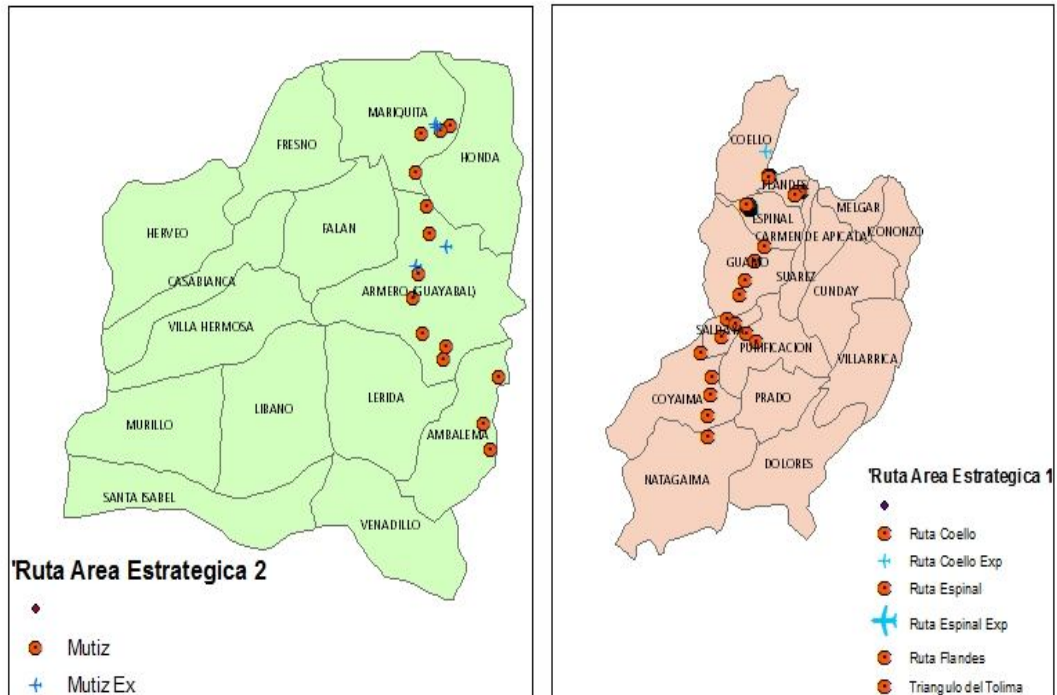 MARIQUITA
FRESNO
HONDA
HERVEO
FALAN
CASABIANCA
ARMERO (GUAYABAL)
VILLA HERMOSA
LERIDA
LIBANO
MURILLO
AMBALEMA
SANTA ISABEL
VENADILLO
'Ruta Area Estrategica 2
Mutiz
Mutiz Ex
COELLO
FLANDES
MELGAR
ESPINAL
ICONONZO
CARMEN DE APICALA
GUAMO
SUAREZ
CUNDAY
SALDAÑA
PURIFICACION
VILLARRICA
COYAIMA
PRADO
DOLORES
NATAGAIMA
'Ruta Area Estrategica 1
Ruta Coello
Ruta Coello Exp
Ruta Espinal
Ruta Espinal Exp
Ruta Flandes
Triangulo del Tolima